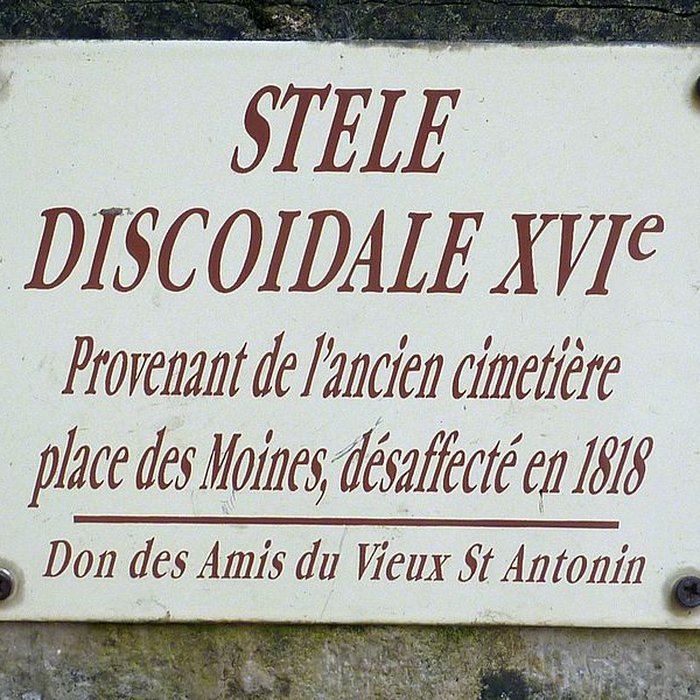 STELE
DISCOIDALE XVIe
Provenant de l'ancien cimetière
place des Moines, désaffecté en 1818
Don des Amis du Vieux St Antonin